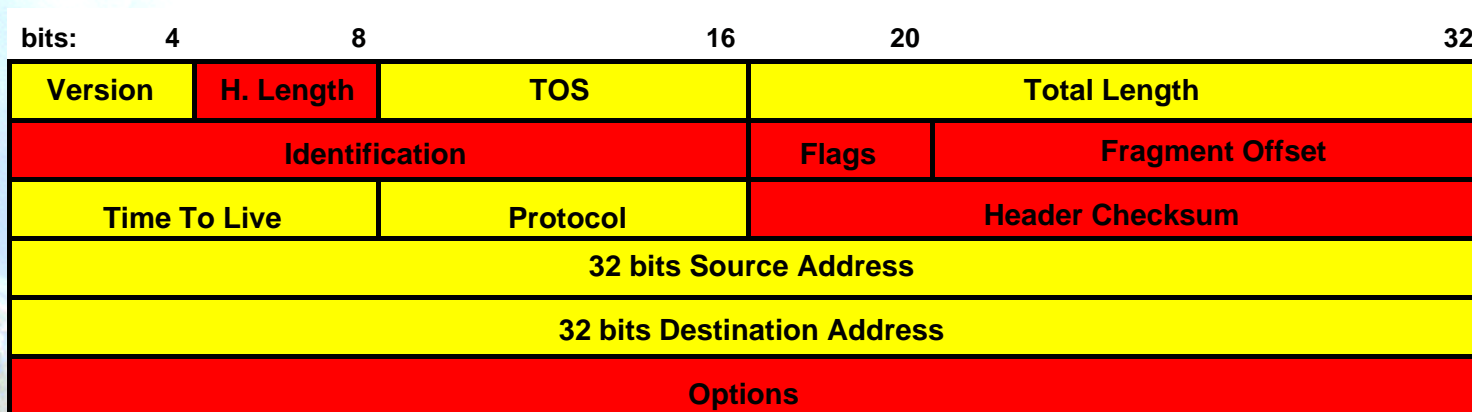 bits: 4 8 16 20 32
Version H. Length TOS Total Length
Identification Flags Fragment Offset
Time To Live Protocol Header Checksum
32 bits Source Address
32 bits Destination Address
Options